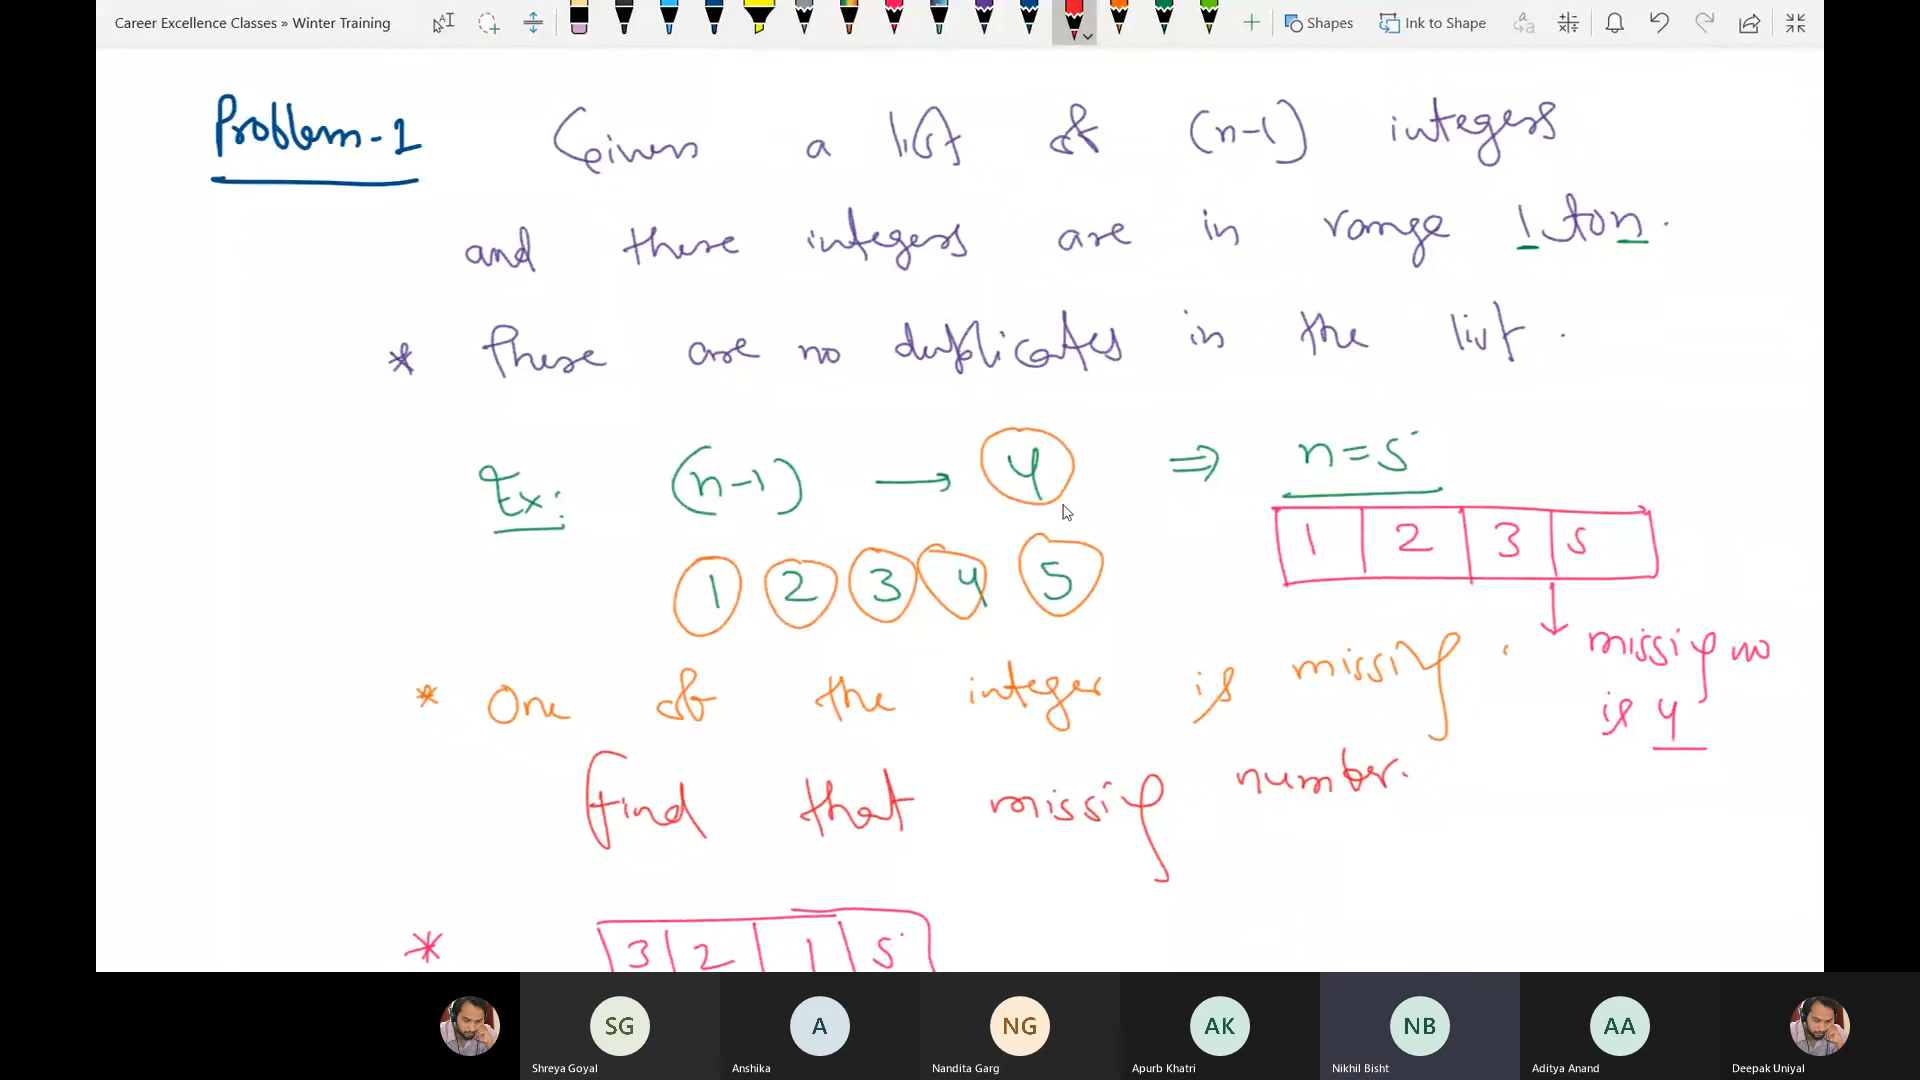 Career Excellence Classes » Winter Training
Shapes
Ink to Shape
Problem-1 Given a list of (n-1) integers
and these integers are in range 1 to n.
* There are no duplicates in the list.
Ex: (n-1) → 4 ⇒ n=5
1 2 3 5
1 2 3 4 5
missing no
is 4
* One of the integer is missing.
find that missing number.
* 3 2 1 5
SG A NG AK NB AA
Shreya Goyal Anshika Nandita Garg Apurb Khatri Nikhil Bisht Aditya Anand Deepak Uniyal